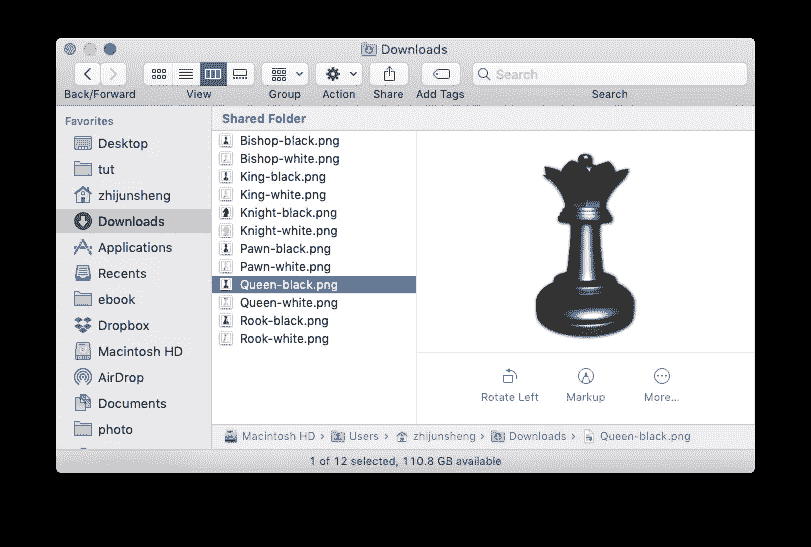 Downloads
Search
Back/Forward View Group Action Share Add Tags Search
Favorites
Desktop
tut
zhijunsheng
Downloads
Applications
Recents
ebook
Dropbox
Macintosh HD
AirDrop
Documents
photo
Shared Folder
Bishop-black.png
Bishop-white.png
King-black.png
King-white.png
Knight-black.png
Knight-white.png
Pawn-black.png
Pawn-white.png
Queen-black.png
Queen-white.png
Rook-black.png
Rook-white.png
Rotate Left Markup More...
Macintosh HD › Users › zhijunsheng › Downloads › Queen-black.png
1 of 12 selected, 110.8 GB available